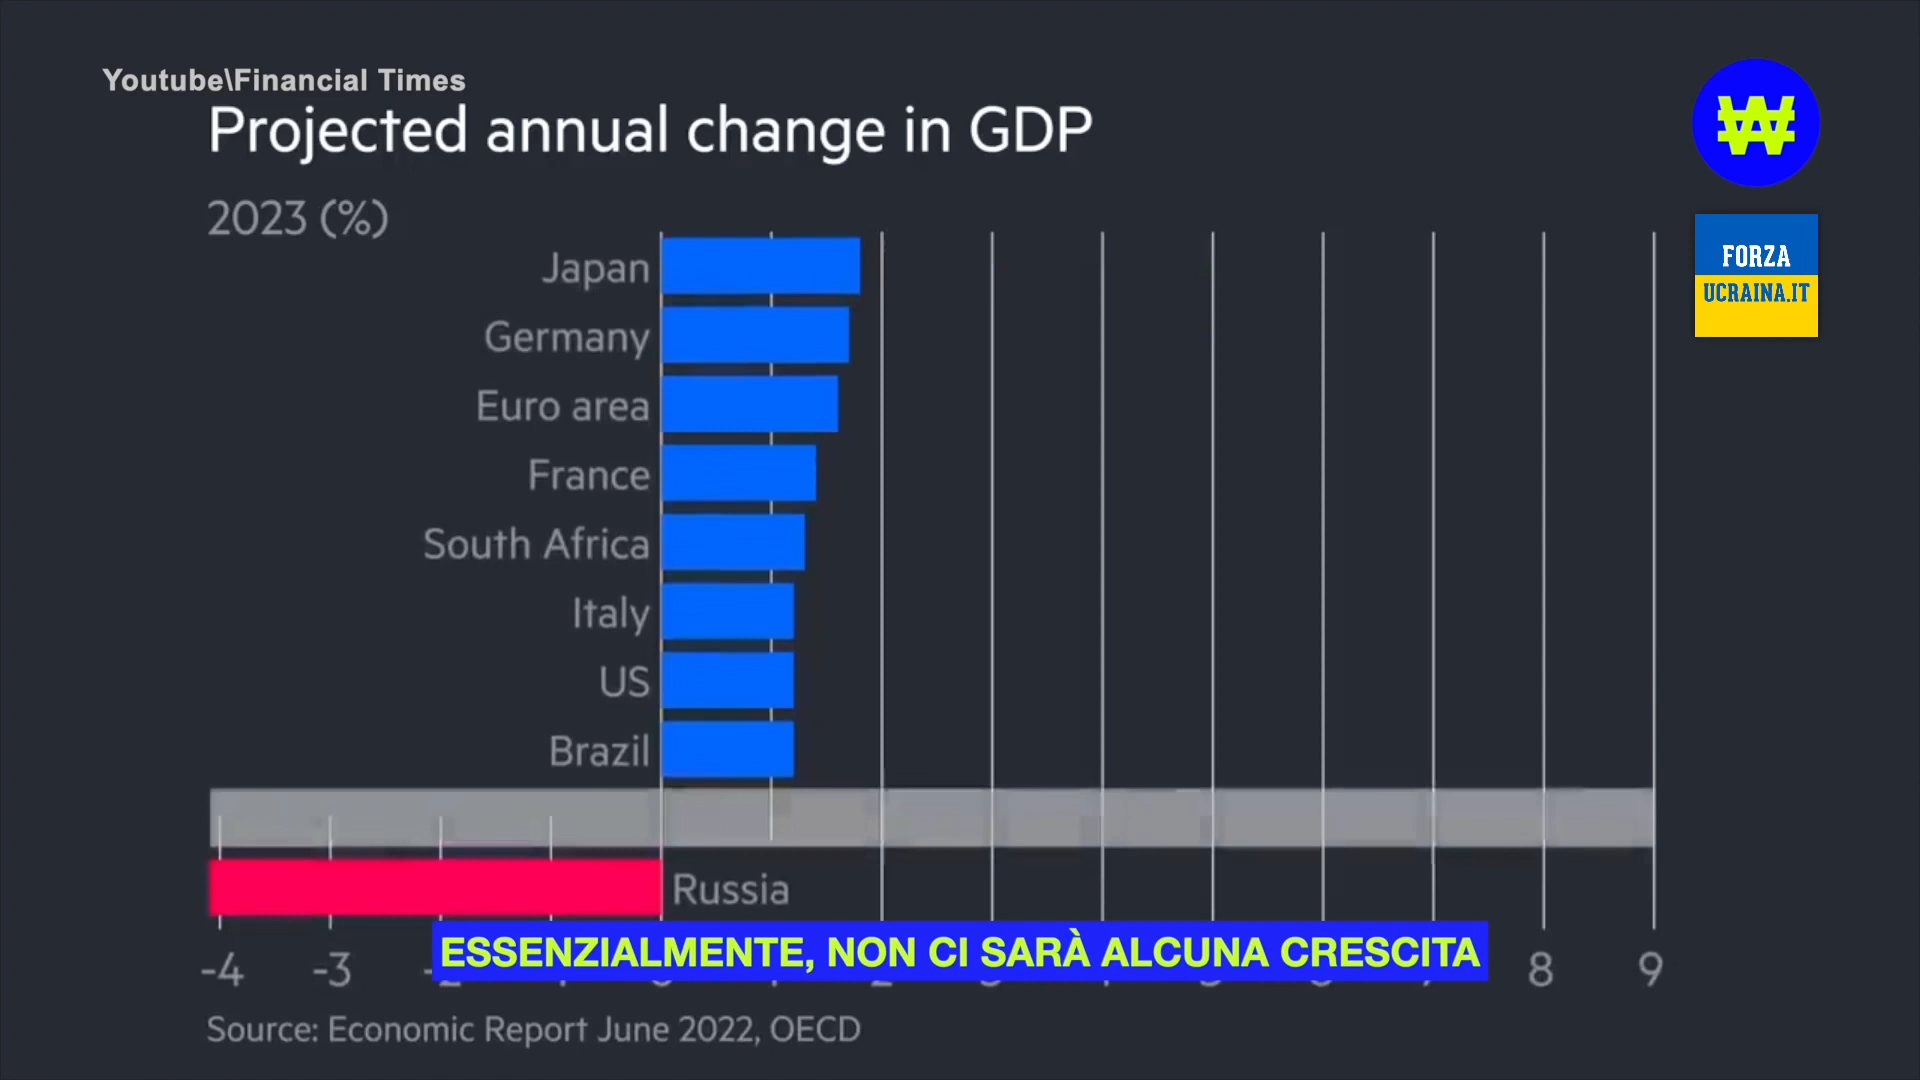 Youtube\Financial Times
Projected annual change in GDP
2023 (%)
Japan
Germany
Euro area
France
South Africa
Italy
US
Brazil
Russia
FORZA
UCRAINA.IT
ESSENZIALMENTE, NON CI SARÀ ALCUNA CRESCITA
-4 -3 8 9
Source: Economic Report June 2022, OECD